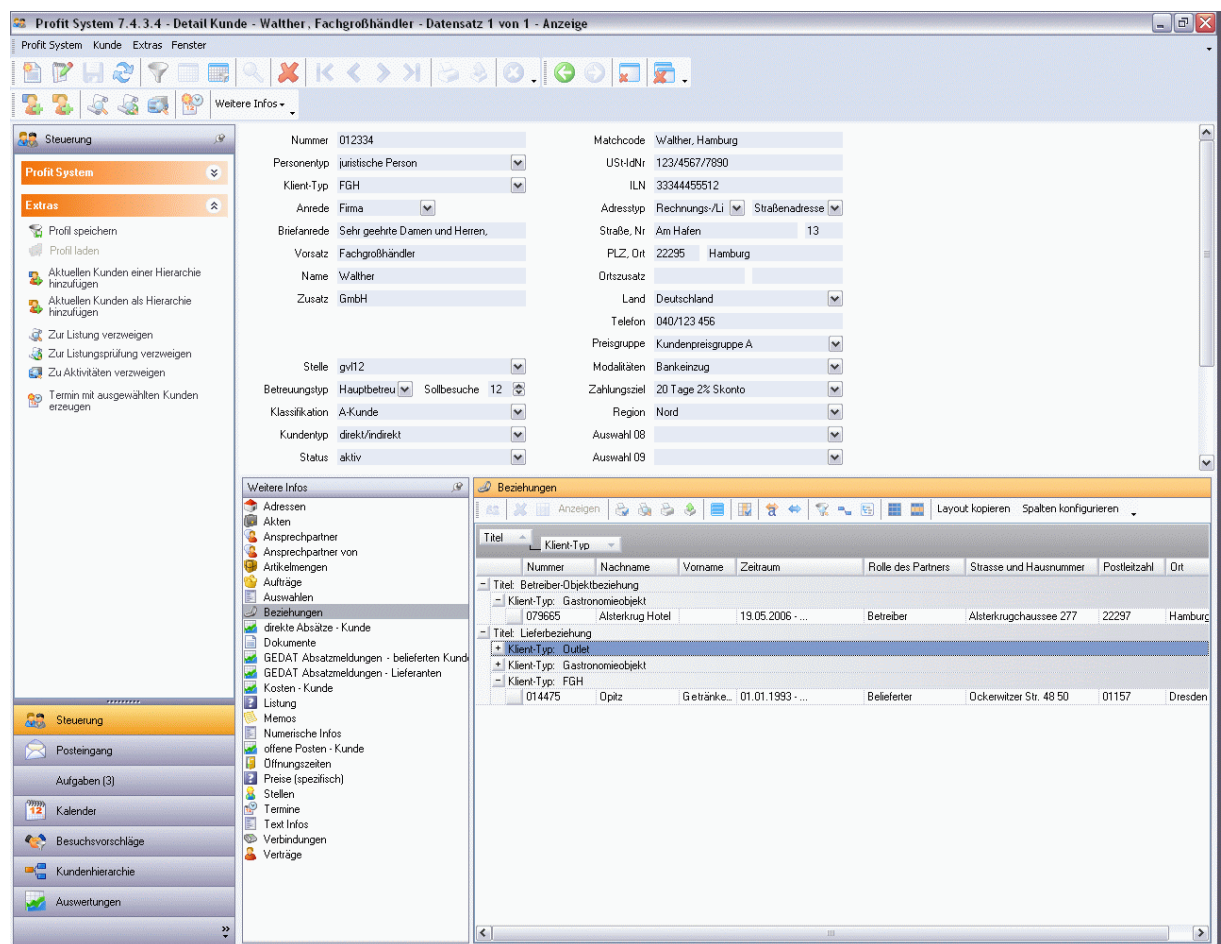 Profit System 7.4.3.4 - Detail Kunde - Walther, Fachgroßhändler - Datensatz 1 von 1 - Anzeige
Profit System Kunde Extras Fenster
Weitere Infos
Steuerung
Profit System
Extras
Profil speichern
Profil laden
Aktuellen Kunden einer Hierarchie
hinzufügen
Aktuellen Kunden als Hierarchie
hinzufügen
Zur Listung verzweigen
Zur Listungsprüfung verzweigen
Zu Aktivitäten verzweigen
Termin mit ausgewählten Kunden
erzeugen
Steuerung
Posteingang
Aufgaben (3)
12 Kalender
Besuchsvorschläge
Kundenhierarchie
Auswertungen
Nummer 012334
Personentyp juristische Person
Klient-Typ FGH
Anrede Firma
Briefanrede Sehr geehrte Damen und Herren,
Vorsatz Fachgroßhändler
Name Walther
Zusatz GmbH
Stelle gvl12
Betreuungstyp Hauptbetreu Sollbesuche 12
Klassifikation A-Kunde
Kundentyp direkt/indirekt
Status aktiv
Matchcode Walther, Hamburg
USt-IdNr 123/4567/7890
ILN 33344455512
Adresstyp Rechnungs-/Li Straßenadresse
Straße, Nr Am Hafen 13
PLZ, Ort 22295 Hamburg
Ortszusatz
Land Deutschland
Telefon 040/123 456
Preisgruppe Kundenpreisgruppe A
Modalitäten Bankeinzug
Zahlungsziel 20 Tage 2% Skonto
Region Nord
Auswahl 08
Auswahl 09
Weitere Infos
Adressen
Akten
Ansprechpartner
Ansprechpartner von
Artikelmengen
Aufträge
Auswahlen
Beziehungen
direkte Absätze - Kunde
Dokumente
GEDAT Absatzmeldungen - belieferten Kund
GEDAT Absatzmeldungen - Lieferanten
Kosten - Kunde
Listung
Memos
Numerische Infos
offene Posten - Kunde
Öffnungszeiten
Preise (spezifisch)
Stellen
Termine
Text Infos
Verbindungen
Verträge
Beziehungen
Anzeigen Layout kopieren Spalten konfigurieren
Titel
Klient-Typ
Nummer Nachname Vorname Zeitraum Rolle des Partners Strasse und Hausnummer Postleitzahl Ort
Titel: Betreiber-Objektbeziehung
Klient-Typ: Gastronomieobjekt
079665 Alsterkrug Hotel 19.05.2006 - ... Betreiber Alsterkrugchaussee 277 22297 Hamburg
Titel: Lieferbeziehung
Klient-Typ: Outlet
Klient-Typ: Gastronomieobjekt
Klient-Typ: FGH
014475 Opitz Getränke... 01.01.1993 - ... Belieferter Ockerwitzer Str. 48 50 01157 Dresden